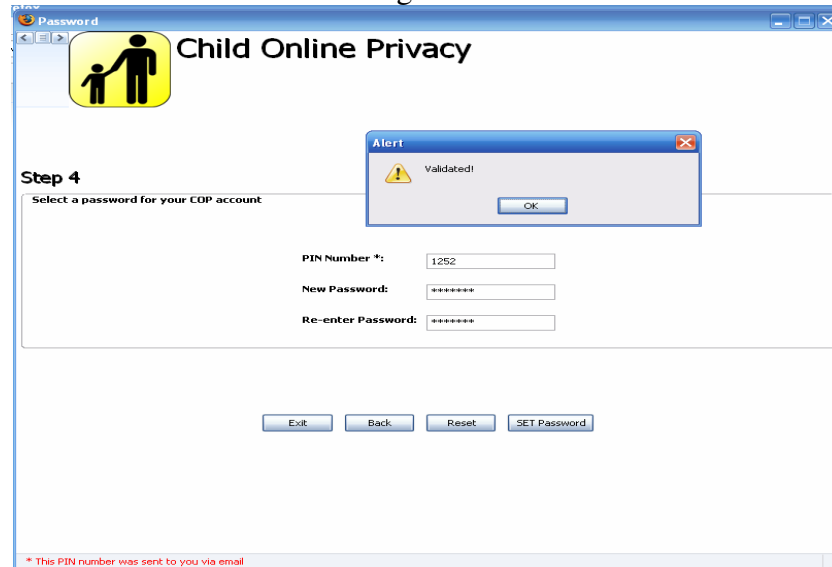 Password
Child Online Privacy
Alert
Validated!
OK
Step 4
Select a password for your COP account
PIN Number *:
1252
New Password:
*******
Re-enter Password:
*******
Exit Back Reset SET Password
* This PIN number was sent to you via email